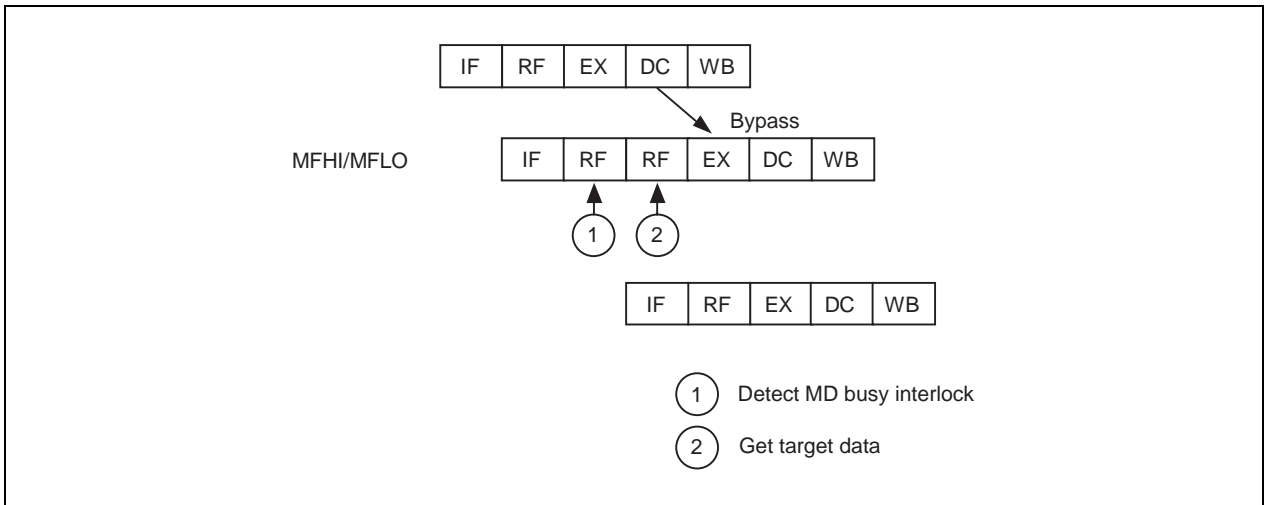 IF RF EX DC WB
Bypass
MFHI/MFLO IF RF RF EX DC WB
1 2
IF RF EX DC WB
1 Detect MD busy interlock
2 Get target data